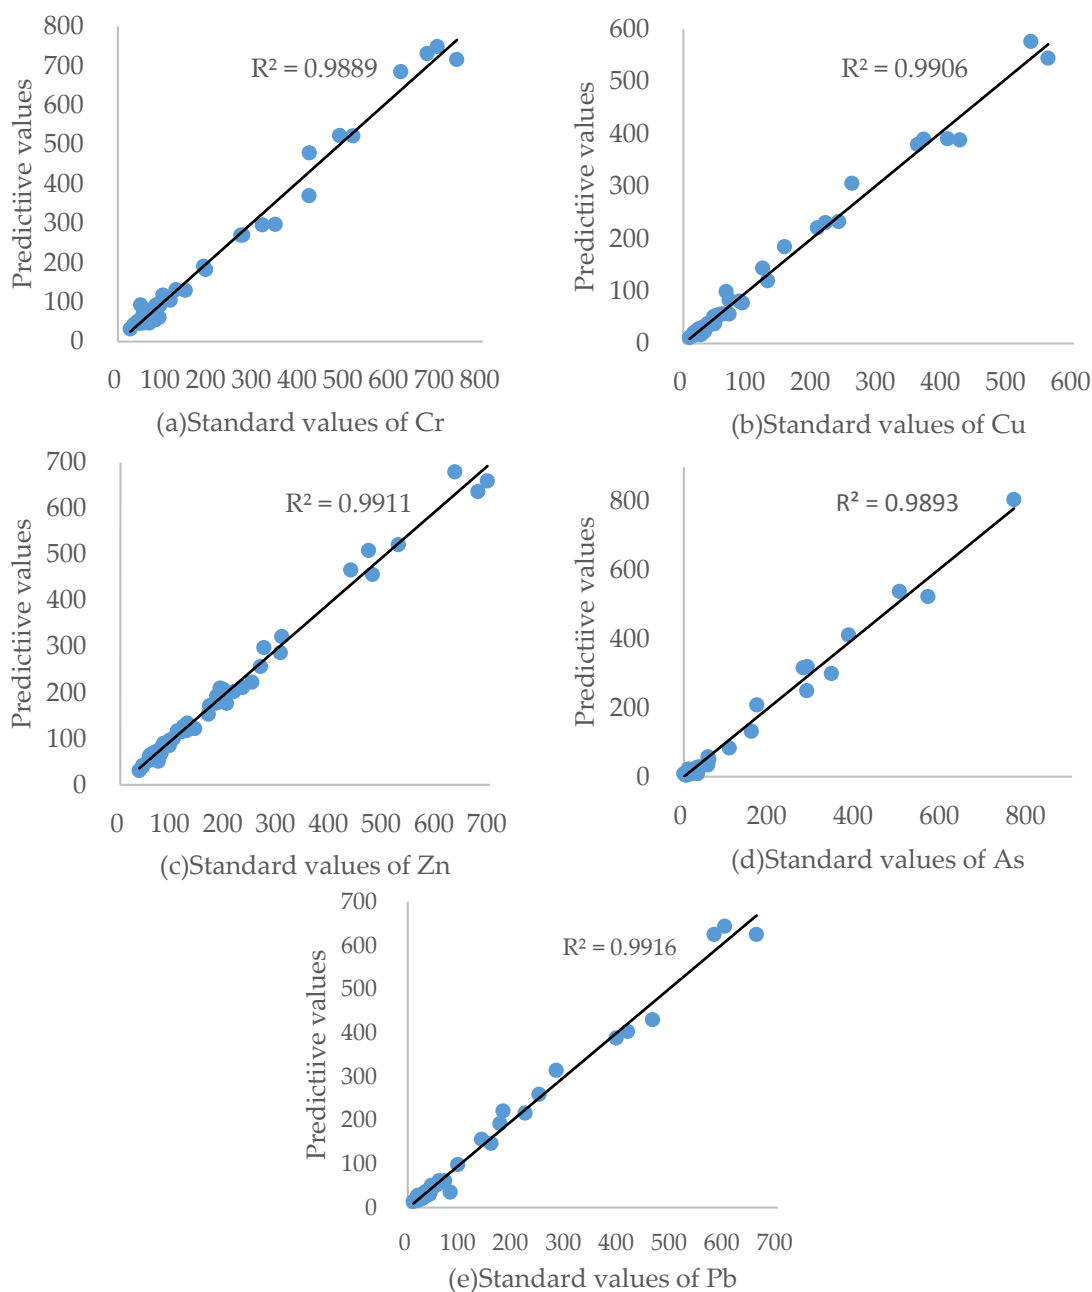 800
700
600
500
400
300
200
100
0
Predictiive values
R² = 0.9889
0 100 200 300 400 500 600 700 800
(a)Standard values of Cr
600
500
400
300
200
100
0
Predictiive values
R² = 0.9906
0 100 200 300 400 500 600
(b)Standard values of Cu
700
600
500
400
300
200
100
0
Predictiive values
R² = 0.9911
0 100 200 300 400 500 600 700
(c)Standard values of Zn
800
600
400
200
0
Predictiive values
R² = 0.9893
0 200 400 600 800
(d)Standard values of As
700
600
500
400
300
200
100
0
Predictiive values
R² = 0.9916
0 100 200 300 400 500 600 700
(e)Standard values of Pb